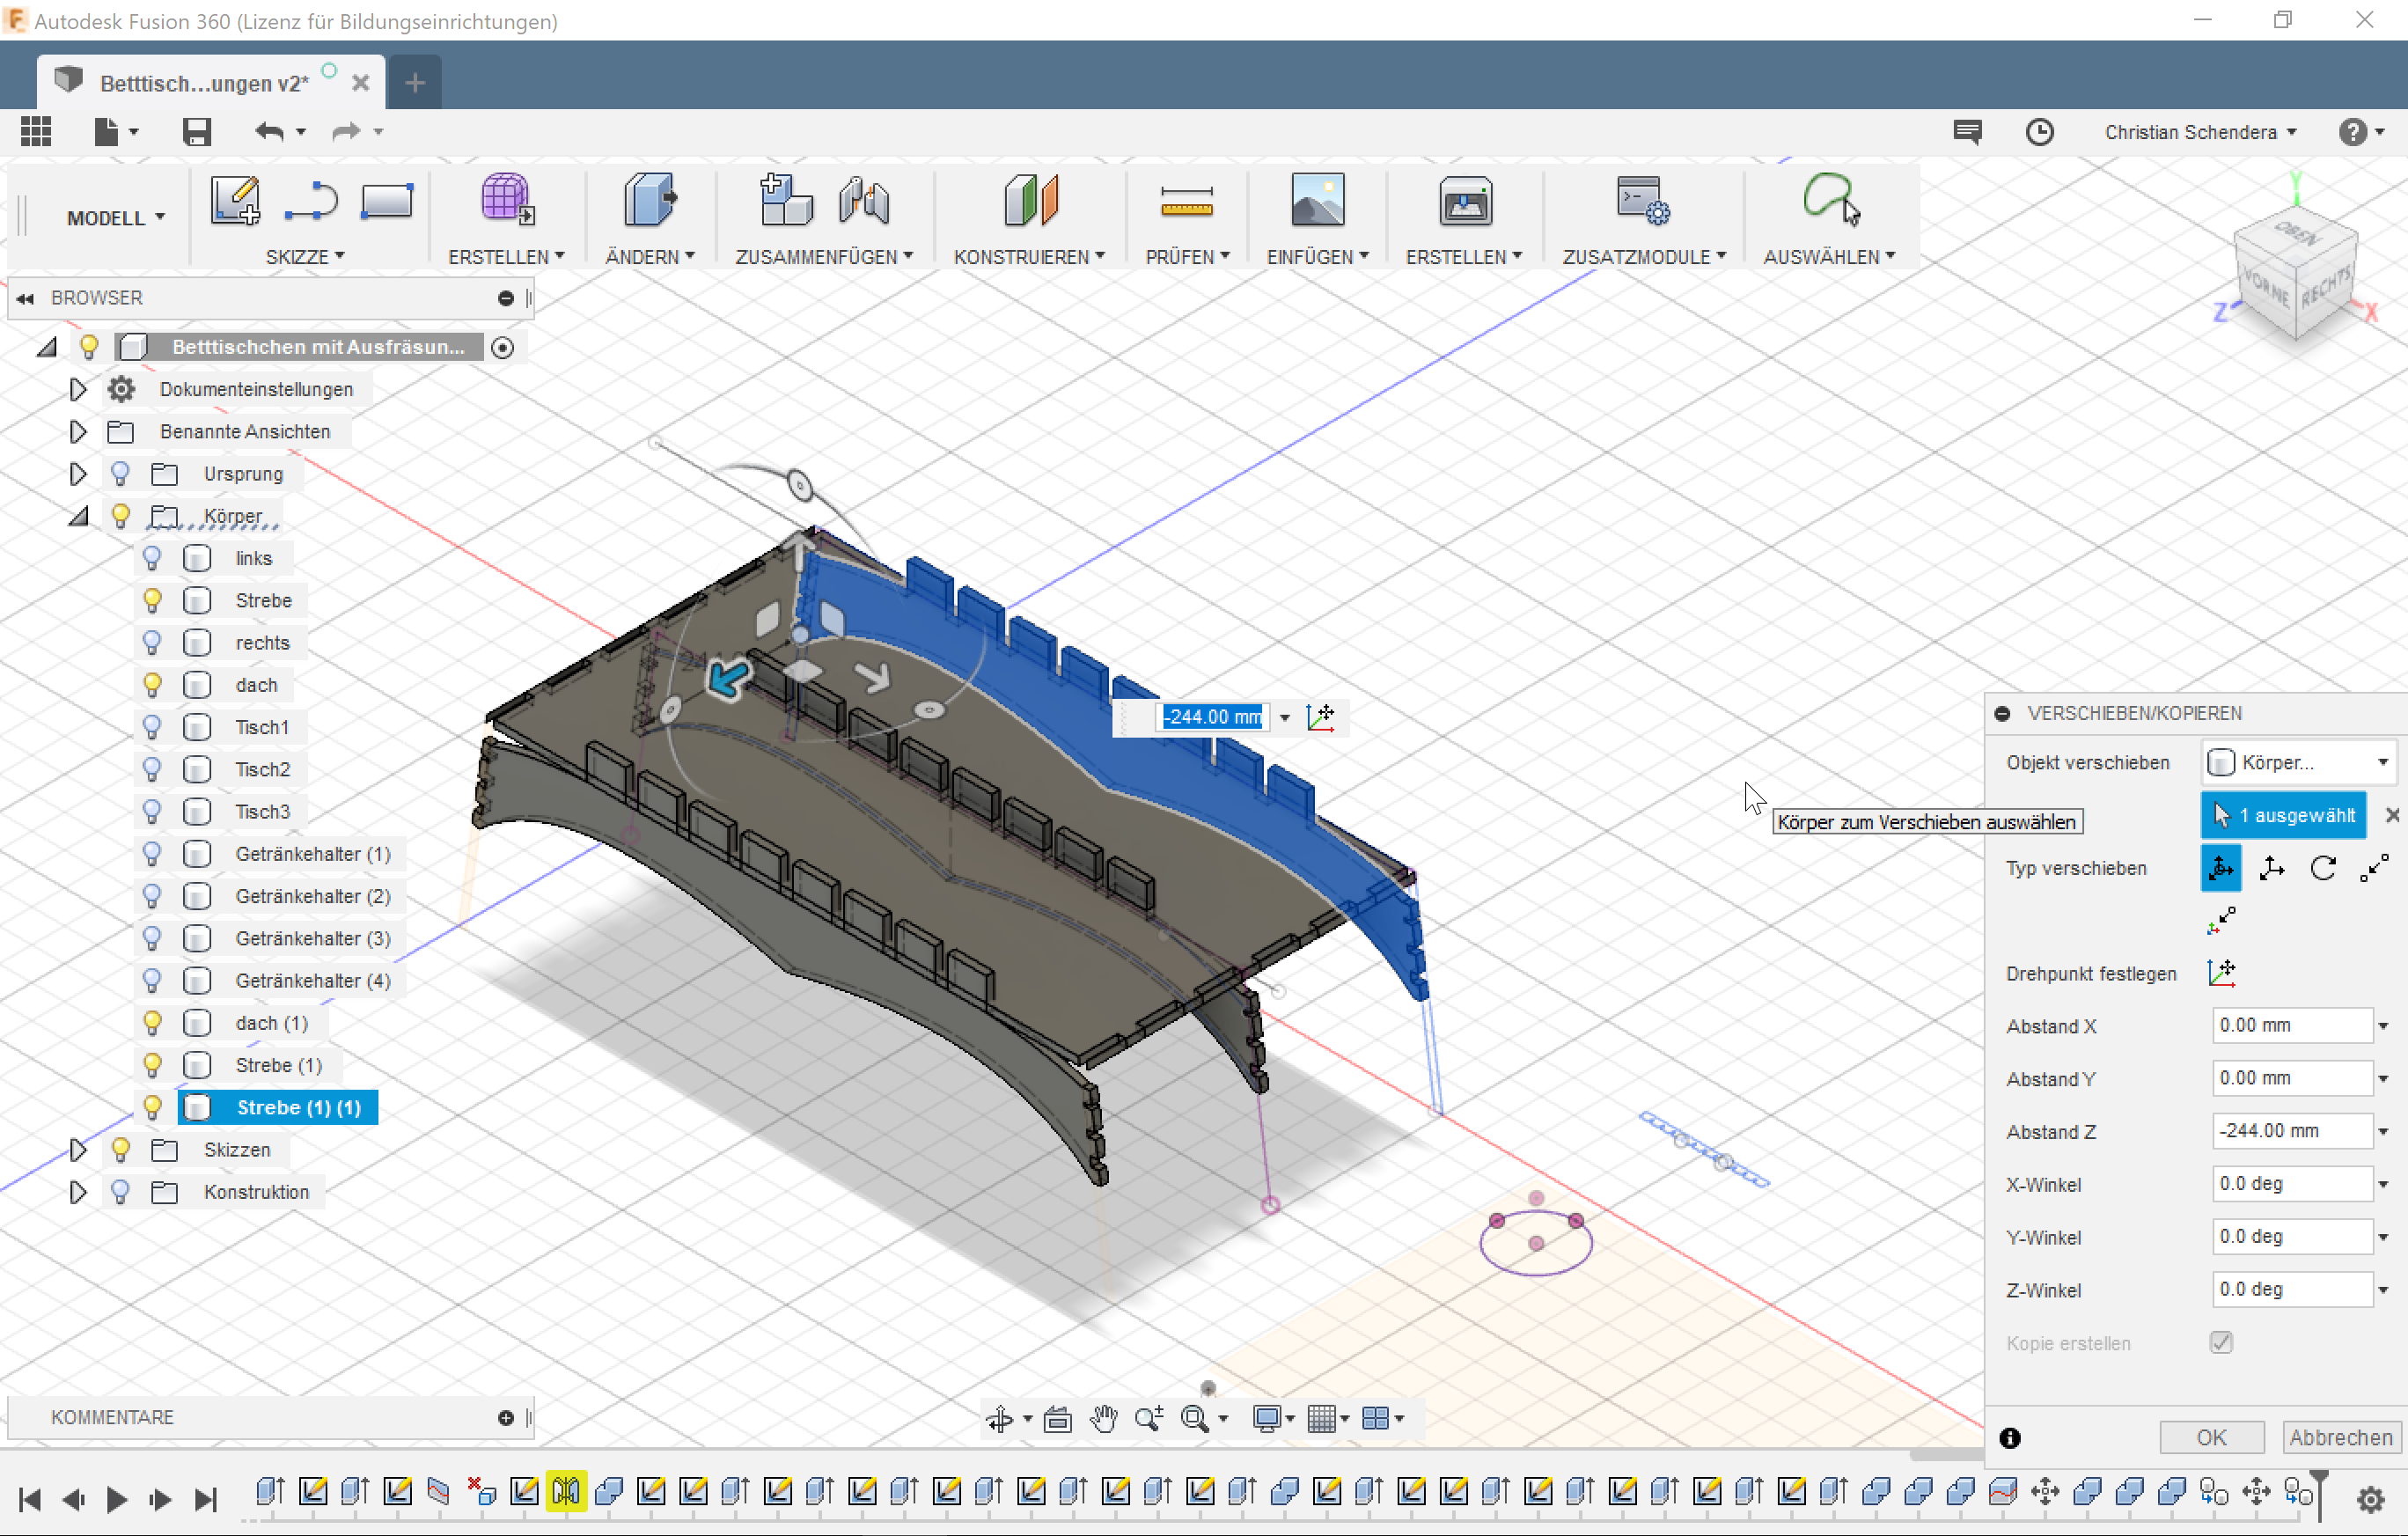 Autodesk Fusion 360 (Lizenz für Bildungseinrichtungen)
Betttisch...ungen v2*
Christian Schendera
MODELL
SKIZZE
ERSTELLEN
ÄNDERN
ZUSAMMENFÜGEN
KONSTRUIEREN
PRÜFEN
EINFÜGEN
ERSTELLEN
ZUSATZMODULE
AUSWÄHLEN
Y
OBEN
VORNE
RECHTS
Z
X
BROWSER
Betttischchen mit Ausfräsun...
Dokumenteinstellungen
Benannte Ansichten
Ursprung
Körper
links
Strebe
rechts
dach
Tisch1
Tisch2
Tisch3
Getränkehalter (1)
Getränkehalter (2)
Getränkehalter (3)
Getränkehalter (4)
dach (1)
Strebe (1)
Strebe (1) (1)
Skizzen
Konstruktion
-244.00 mm
Körper zum Verschieben auswählen
VERSCHIEBEN/KOPIEREN
Objekt verschieben Körper...
1 ausgewählt
Typ verschieben
Drehpunkt festlegen
Abstand X 0.00 mm
Abstand Y 0.00 mm
Abstand Z -244.00 mm
X-Winkel 0.0 deg
Y-Winkel 0.0 deg
Z-Winkel 0.0 deg
Kopie erstellen
OK Abbrechen
KOMMENTARE